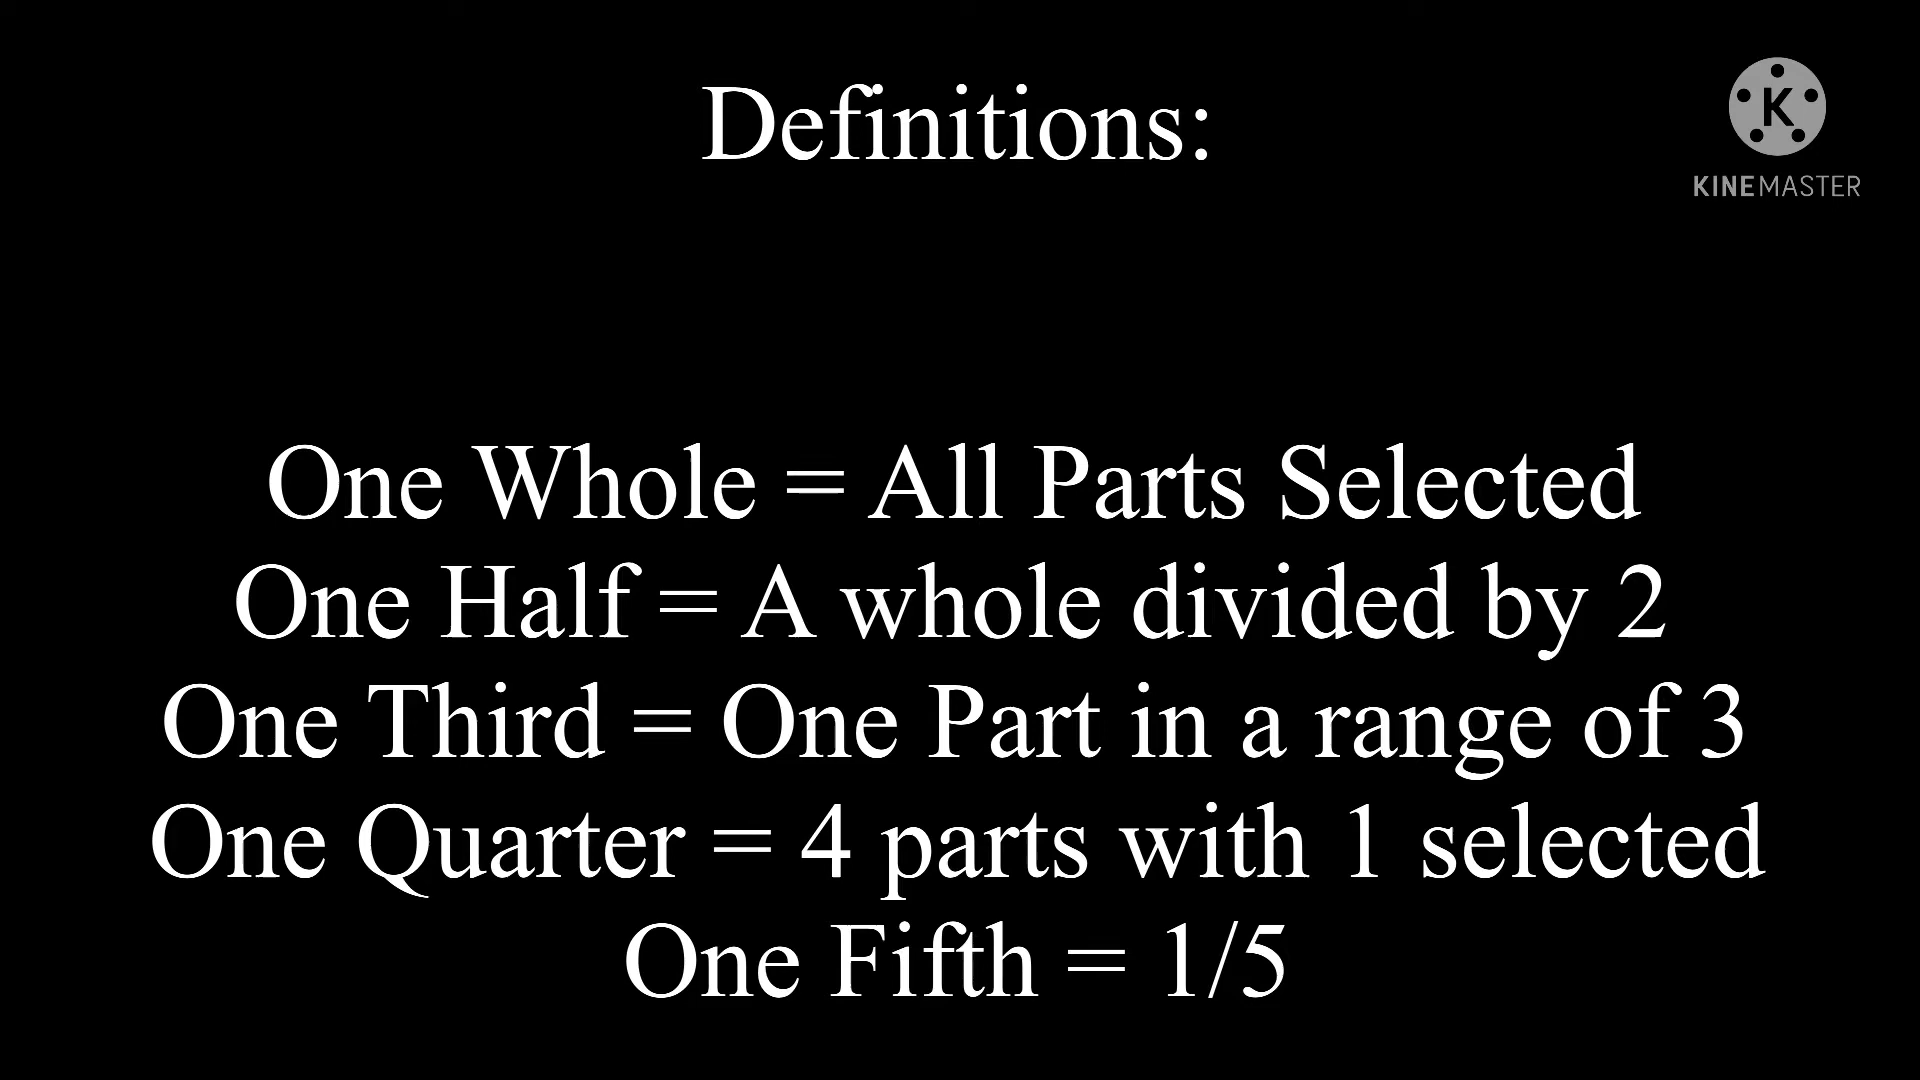 Definitions:
K
KINEMASTER
One Whole = All Parts Selected
One Half = A whole divided by 2
One Third = One Part in a range of 3
One Quarter = 4 parts with 1 selected
One Fifth = 1/5